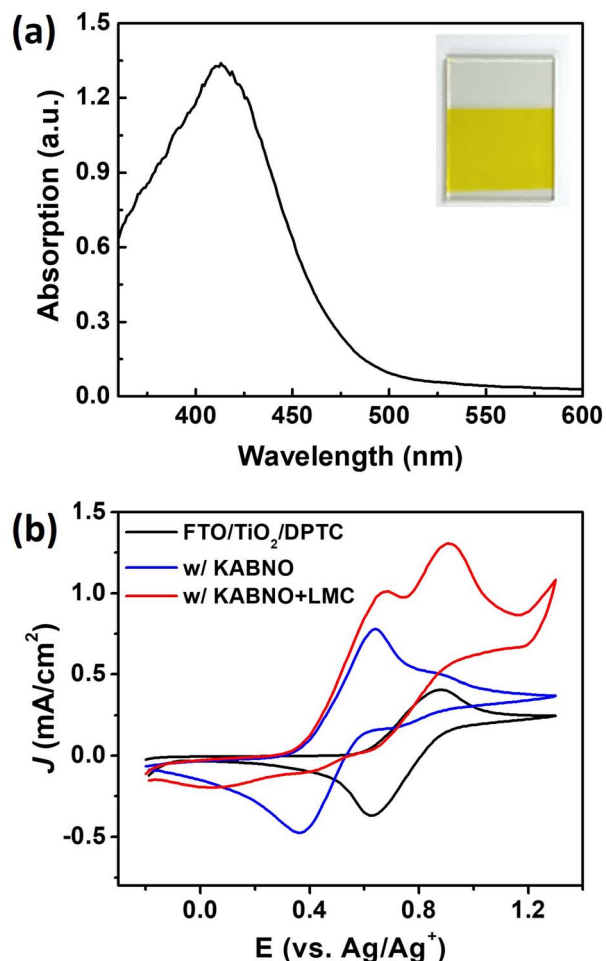 (a)
1.5
1.2
0.9
0.6
0.3
0.0
Absorption (a.u.)
400 450 500 550 600
Wavelength (nm)
(b)
1.5
1.0
0.5
0.0
-0.5
J (mA/cm²)
FTO/TiO₂/DPTC
w/ KABNO
w/ KABNO+LMC
0.0 0.4 0.8 1.2
E (vs. Ag/Ag⁺)